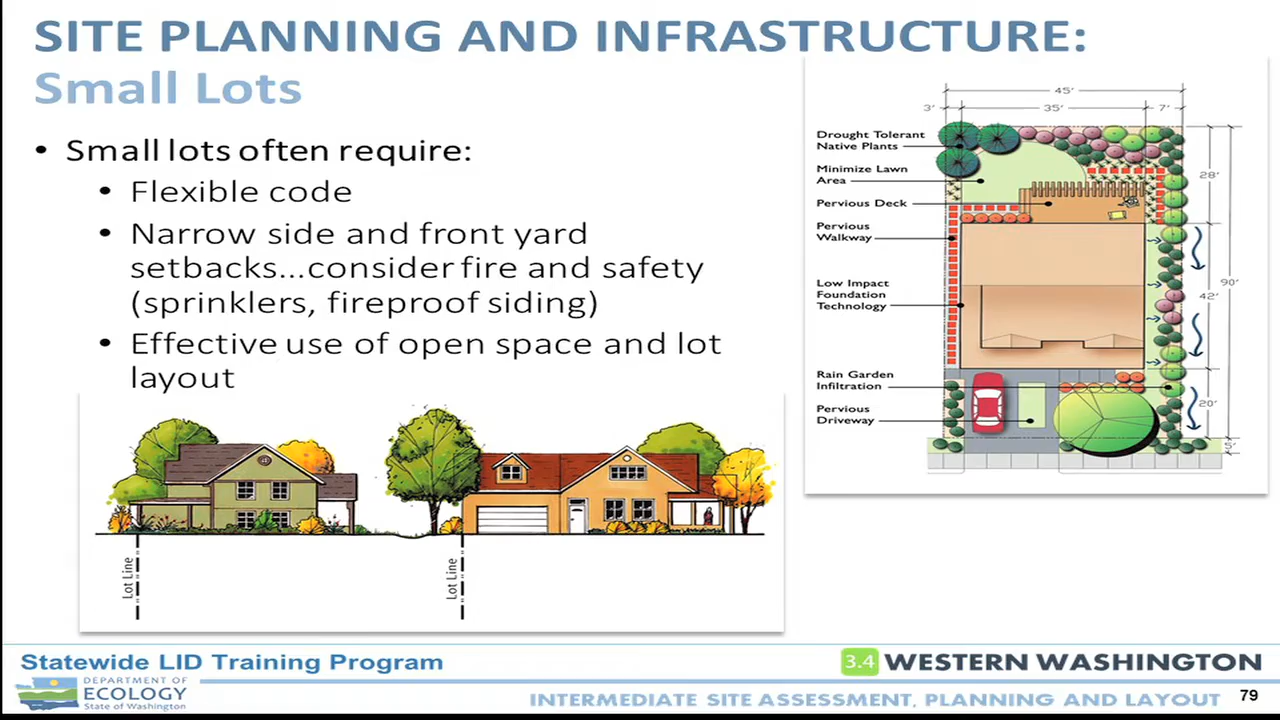 SITE PLANNING AND INFRASTRUCTURE:
Small Lots
• Small lots often require:
• Flexible code
• Narrow side and front yard
setbacks...consider fire and safety
(sprinklers, fireproof siding)
• Effective use of open space and lot
layout
Lot Line
Lot Line
45'
3'
35'
7'
Drought Tolerant
Native Plants
Minimize Lawn
Area
28'
Pervious Deck
Pervious
Walkway
Low Impact
Foundation
Technology
90'
42'
Rain Garden
Infiltration
Pervious
Driveway
20'
5'
Statewide LID Training Program
3.4 WESTERN WASHINGTON
DEPARTMENT OF
ECOLOGY
State of Washington
INTERMEDIATE SITE ASSESSMENT, PLANNING AND LAYOUT
79